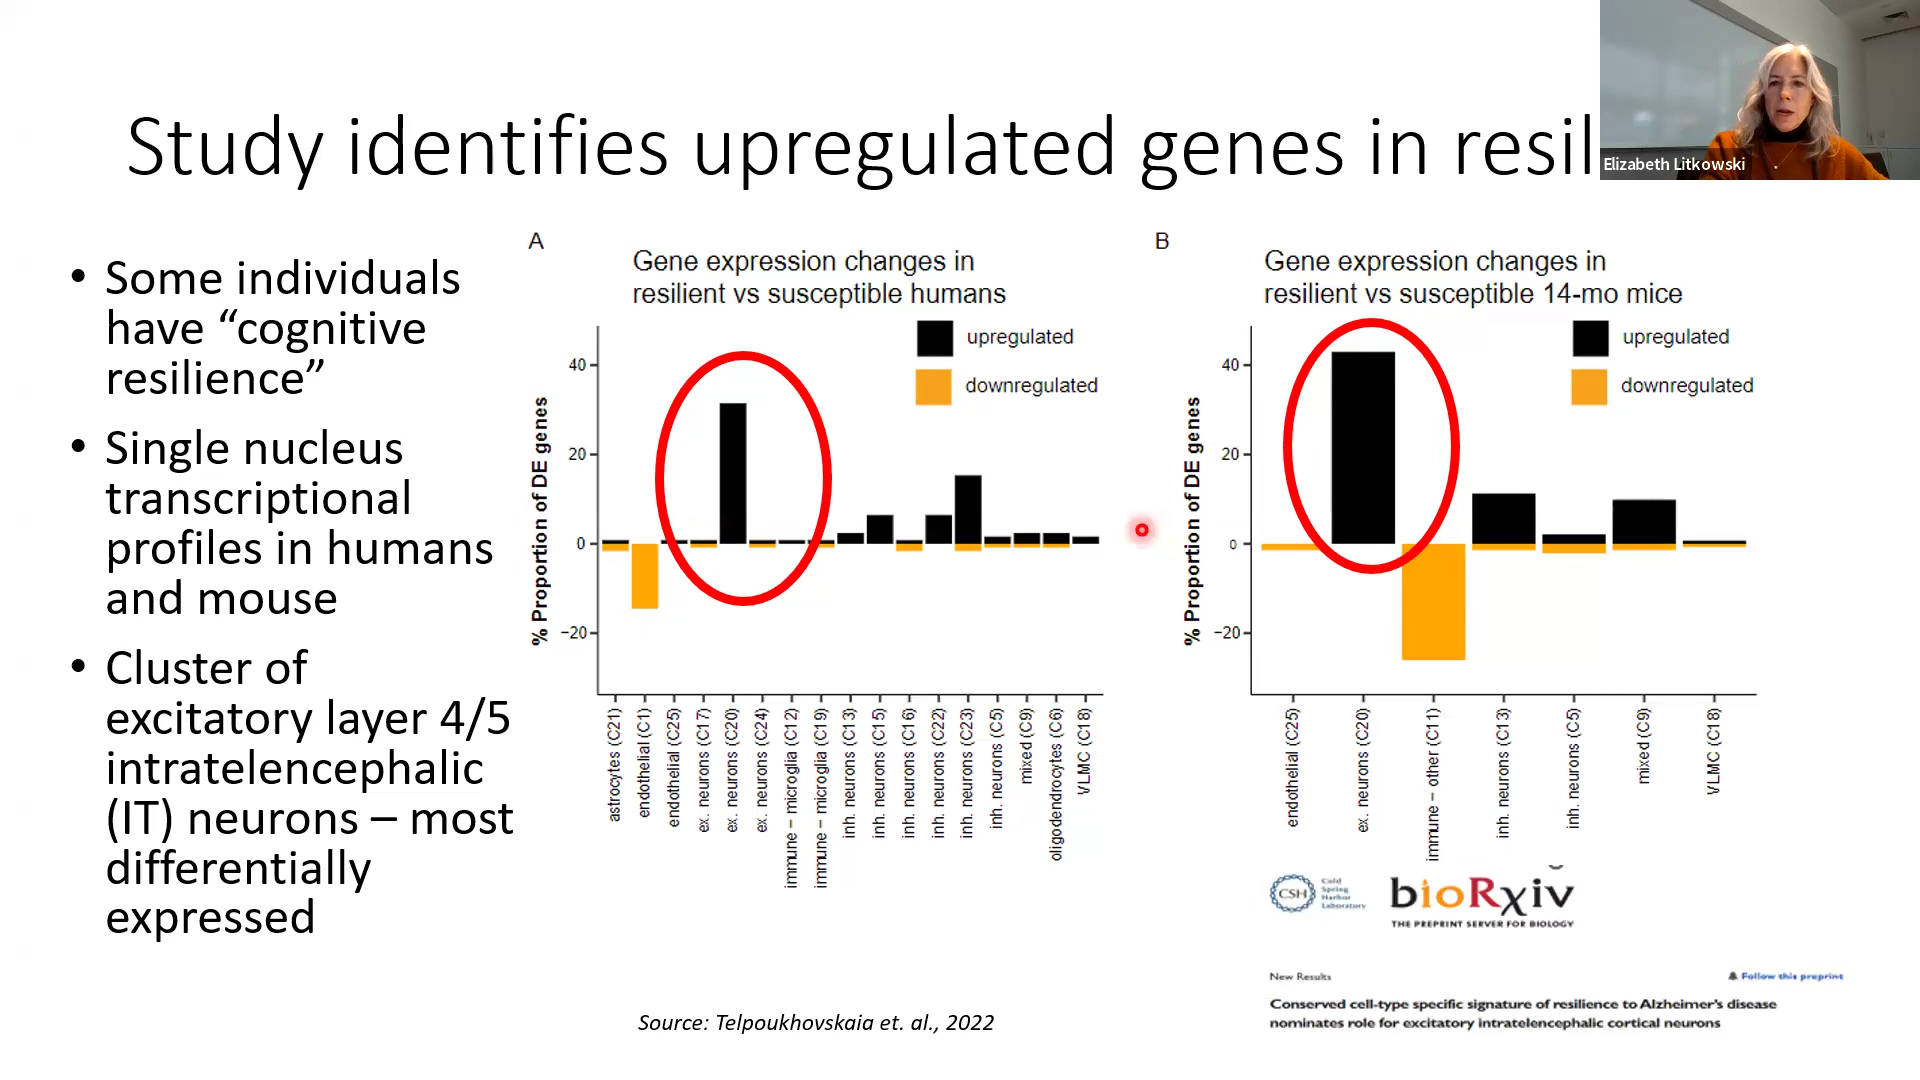 Study identifies upregulated genes in resil
Elizabeth Litkowski
• Some individuals
have “cognitive
resilience”
• Single nucleus
transcriptional
profiles in humans
and mouse
• Cluster of
excitatory layer 4/5
intratelencephalic
(IT) neurons – most
differentially
expressed
A
Gene expression changes in
resilient vs susceptible humans
upregulated
downregulated
% Proportion of DE genes
40
20
0
−20
astrocytes (C21)
endothelial (C1)
endothelial (C25)
ex. neurons (C17)
ex. neurons (C20)
ex. neurons (C24)
immune − microglia (C12)
immune − microglia (C19)
inh. neurons (C13)
inh. neurons (C15)
inh. neurons (C16)
inh. neurons (C22)
inh. neurons (C23)
inh. neurons (C5)
mixed (C9)
oligodendrocytes (C6)
VLMC (C18)
B
Gene expression changes in
resilient vs susceptible 14-mo mice
upregulated
downregulated
% Proportion of DE genes
40
20
0
−20
endothelial (C25)
ex. neurons (C20)
immune − other (C11)
inh. neurons (C13)
inh. neurons (C5)
mixed (C9)
VLMC (C18)
CSH
Cold
Spring
Harbor
Laboratory
bioRxiv
THE PREPRINT SERVER FOR BIOLOGY
New Results
Follow this preprint
Conserved cell-type specific signature of resilience to Alzheimer’s disease
nominates role for excitatory intratelencephalic cortical neurons
Source: Telpoukhovskaia et. al., 2022